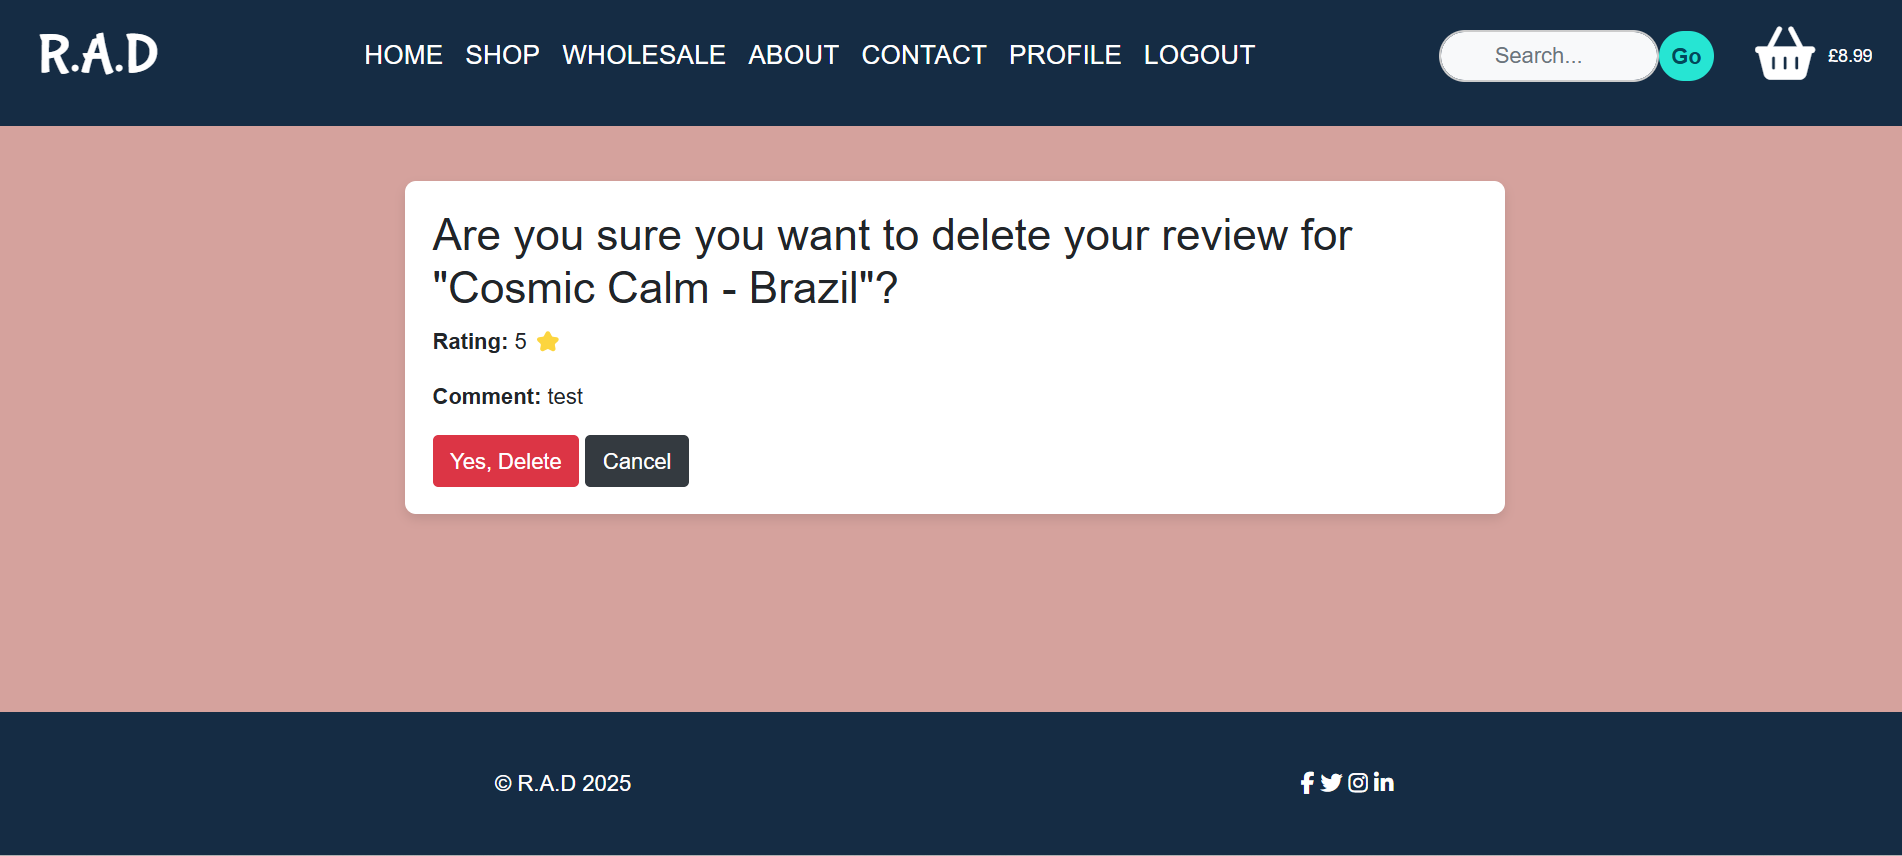 R.A.D
HOME SHOP WHOLESALE ABOUT CONTACT PROFILE LOGOUT
Search... Go
£8.99
Are you sure you want to delete your review for
"Cosmic Calm - Brazil"?
Rating: 5
Comment: test
Yes, Delete Cancel
© R.A.D 2025